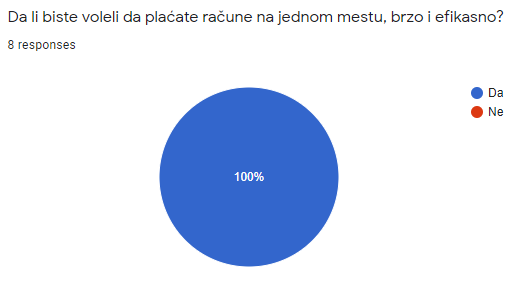 Da li biste voleli da plaćate račune na jednom mestu, brzo i efikasno?
8 responses
Da
Ne
100%